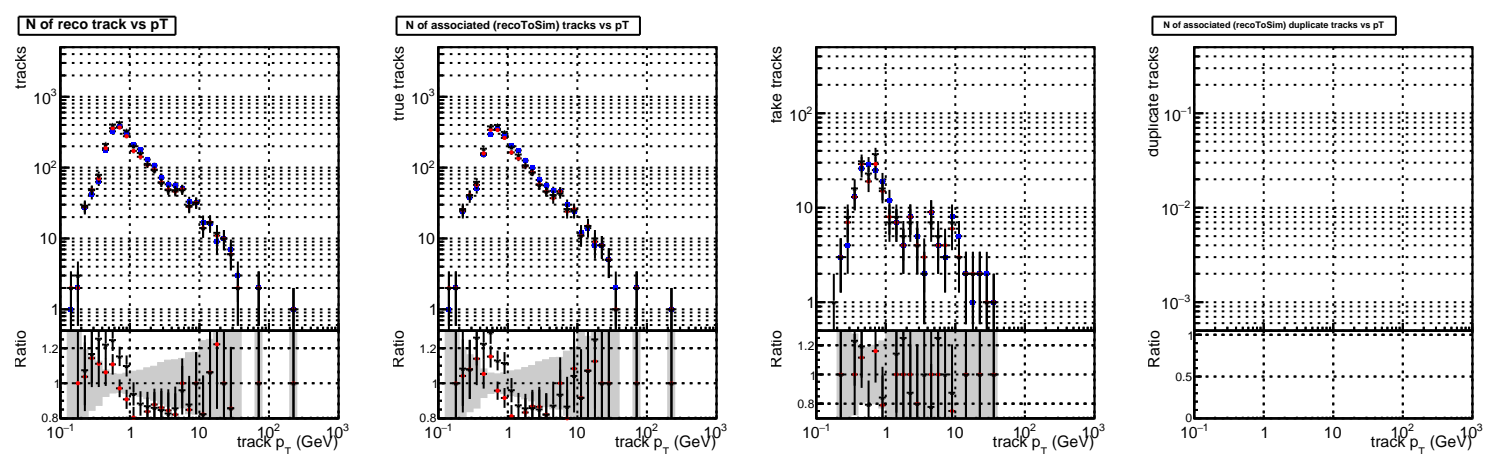 N of reco track vs pT
tracks
10³
10²
10
1
Ratio
1.2
1
0.8
10⁻¹ 1 10 10² 10³
track p_T (GeV)
N of associated (recoToSim) tracks vs pT
true tracks
10³
10²
10
1
Ratio
1.2
1
0.8
10⁻¹ 1 10 10² 10³
track p_T (GeV)
fake tracks
10²
10
1
Ratio
1.2
1
0.8
10⁻¹ 1 10 10² 10³
track p_T (GeV)
N of associated (recoToSim) duplicate tracks vs pT
duplicate tracks
10⁻¹
10⁻²
10⁻³
Ratio
1
0.5
0
10⁻¹ 1 10 10² 10³
track p_T (GeV)